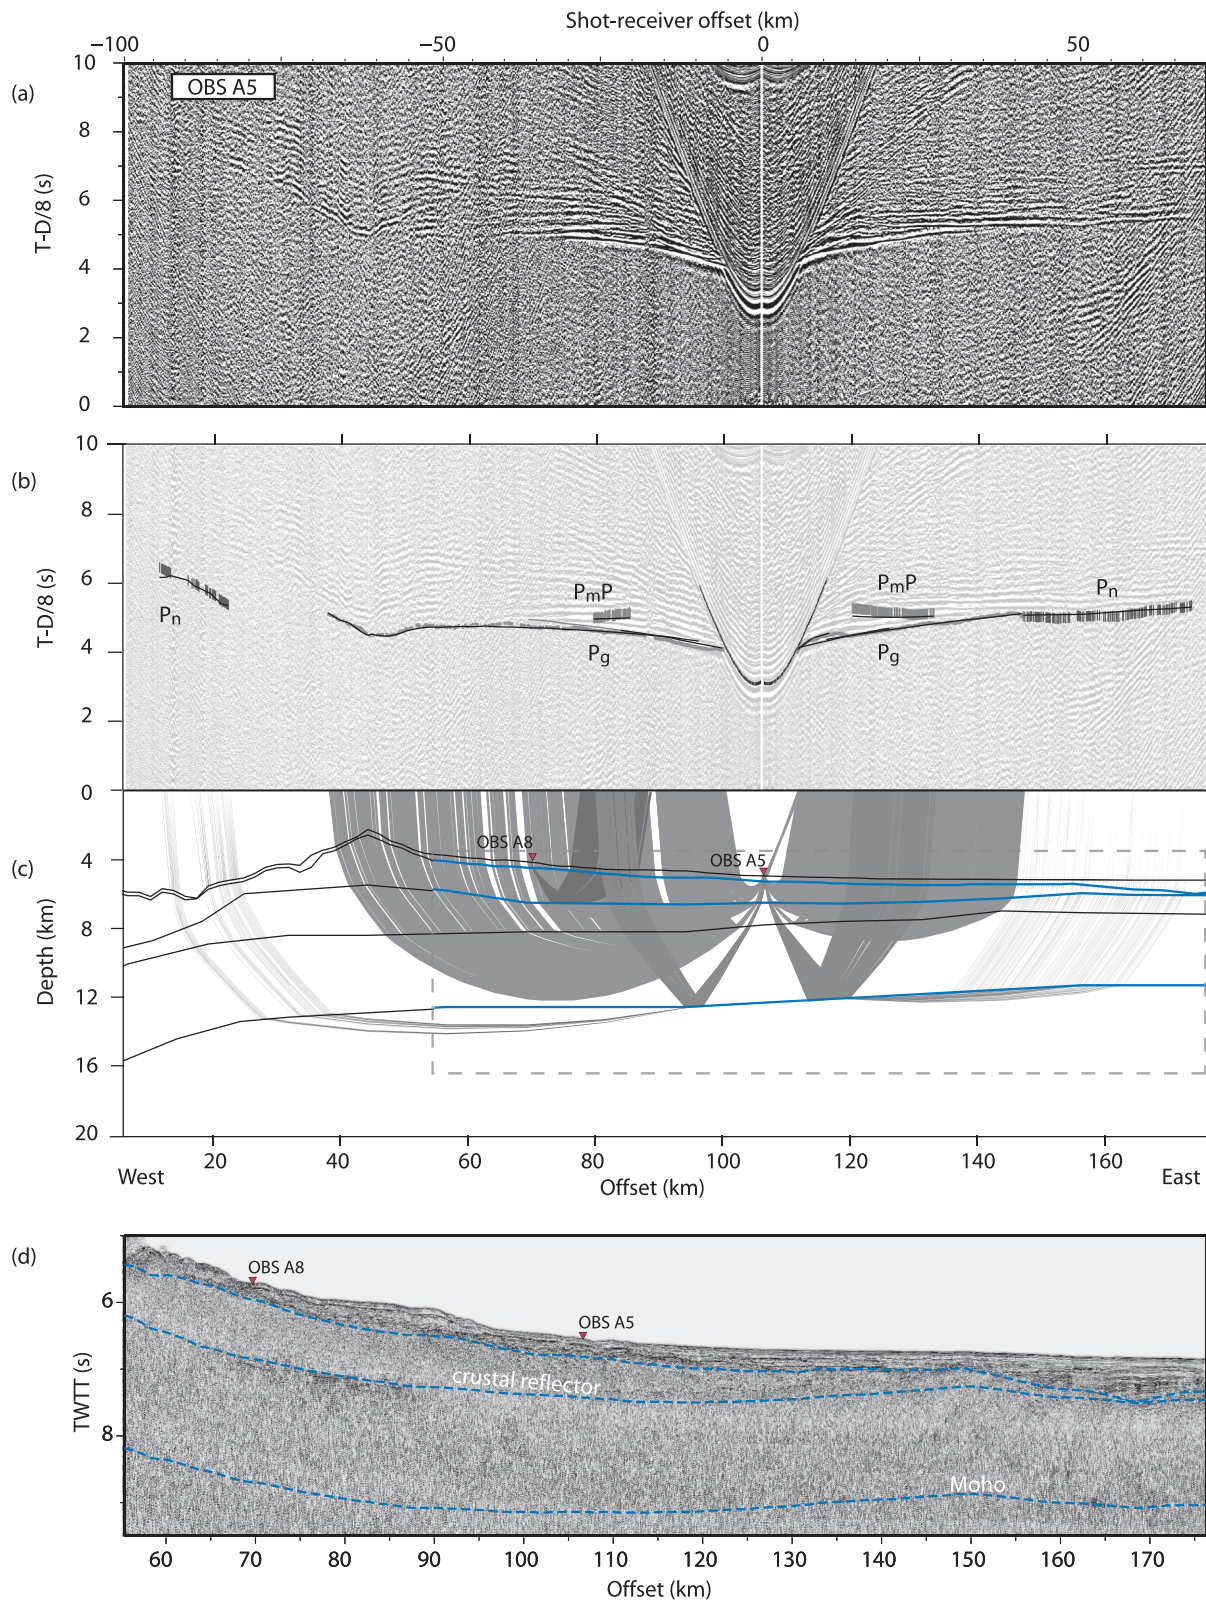 Shot-receiver offset (km)
−100 −50 0 50
(a)
OBS A5
10
8
6
4
2
0
T-D/8 (s)
(b)
10
8
6
4
2
0
T-D/8 (s)
PmP
PmP
Pn
Pn
Pg
Pg
(c)
OBS A8
OBS A5
4
8
12
16
20
Depth (km)
20 40 60 80 100 120 140 160
West
Offset (km)
East
(d)
OBS A8
OBS A5
6
8
TWTT (s)
crustal reflector
Moho
60 70 80 90 100 110 120 130 140 150 160 170
Offset (km)